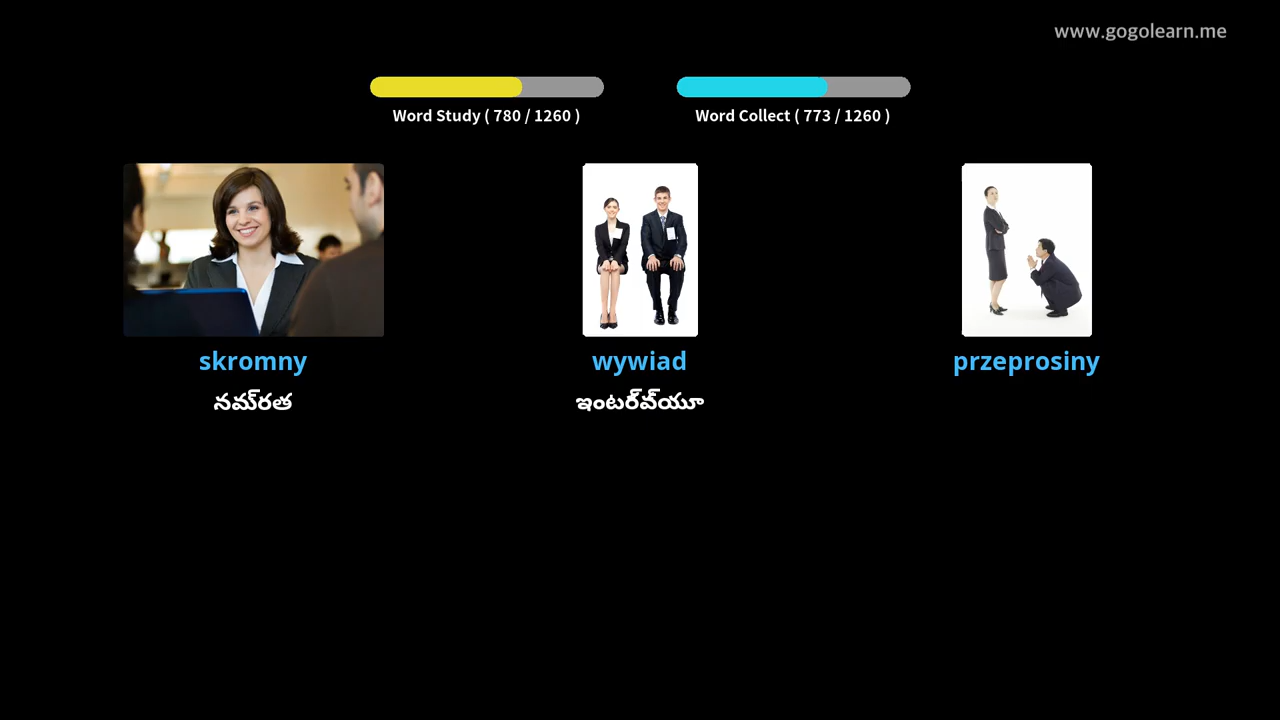 www.gogolearn.me
Word Study ( 780 / 1260 )
Word Collect ( 773 / 1260 )
skromny
wywiad
przeprosiny
నమ్రత
ఇంటర్వ్యూ